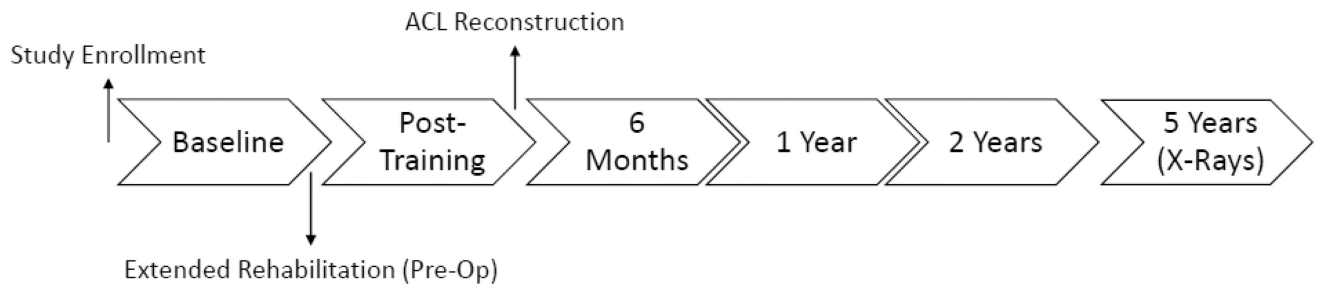 ACL Reconstruction
Study Enrollment
Baseline
Post-
Training
6
Months
1 Year
2 Years
5 Years
(X-Rays)
Extended Rehabilitation (Pre-Op)